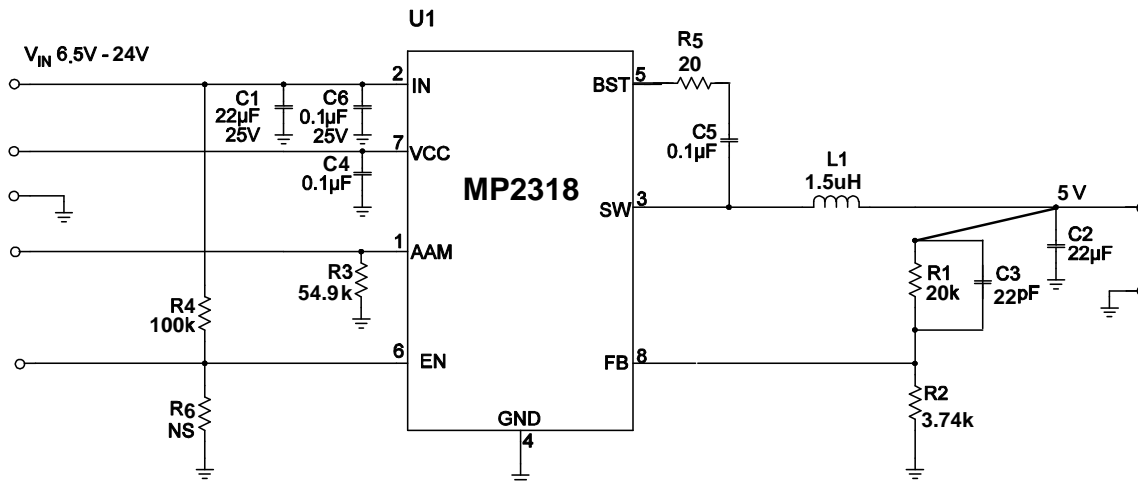 U1
V_IN 6.5V - 24V
2
IN
C1
22µF
25V
C6
0.1µF
25V
7
VCC
C4
0.1µF
1
AAM
R3
54.9k
R4
100k
6
EN
R6
NS
MP2318
GND
4
BST
5
R5
20
C5
0.1µF
SW
3
L1
1.5uH
5 V
C2
22µF
R1
20k
C3
22pF
FB
8
R2
3.74k